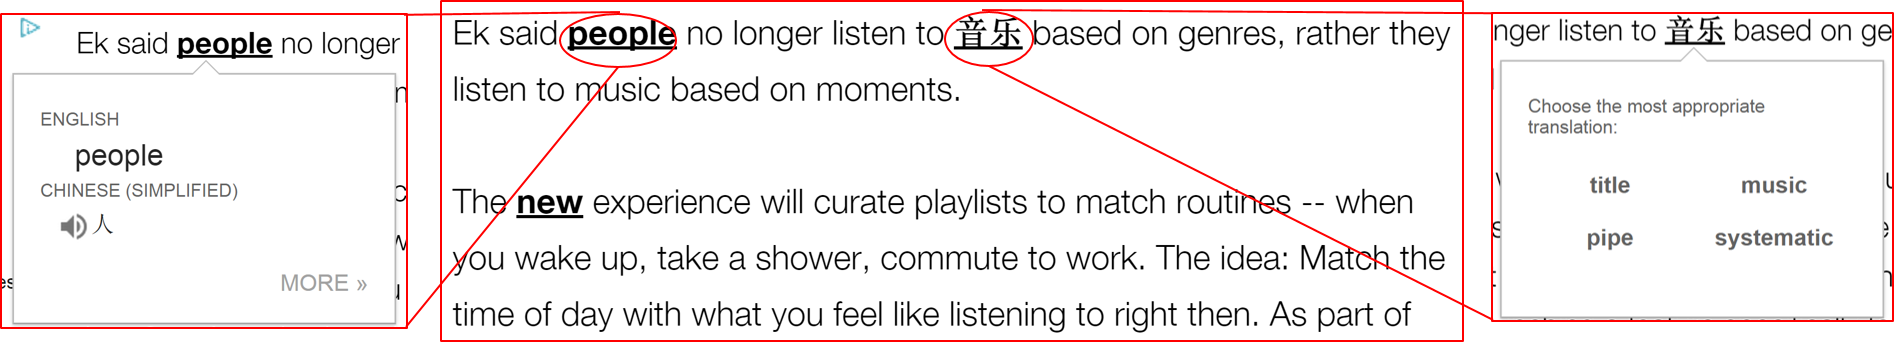 Ek said people no longer
ENGLISH
people
CHINESE (SIMPLIFIED)
人
MORE »
Ek said people no longer listen to 音乐 based on genres, rather they
listen to music based on moments.
The new experience will curate playlists to match routines -- when
you wake up, take a shower, commute to work. The idea: Match the
time of day with what you feel like listening to right then. As part of
nger listen to 音乐 based on ge
Choose the most appropriate
translation:
title music
pipe systematic